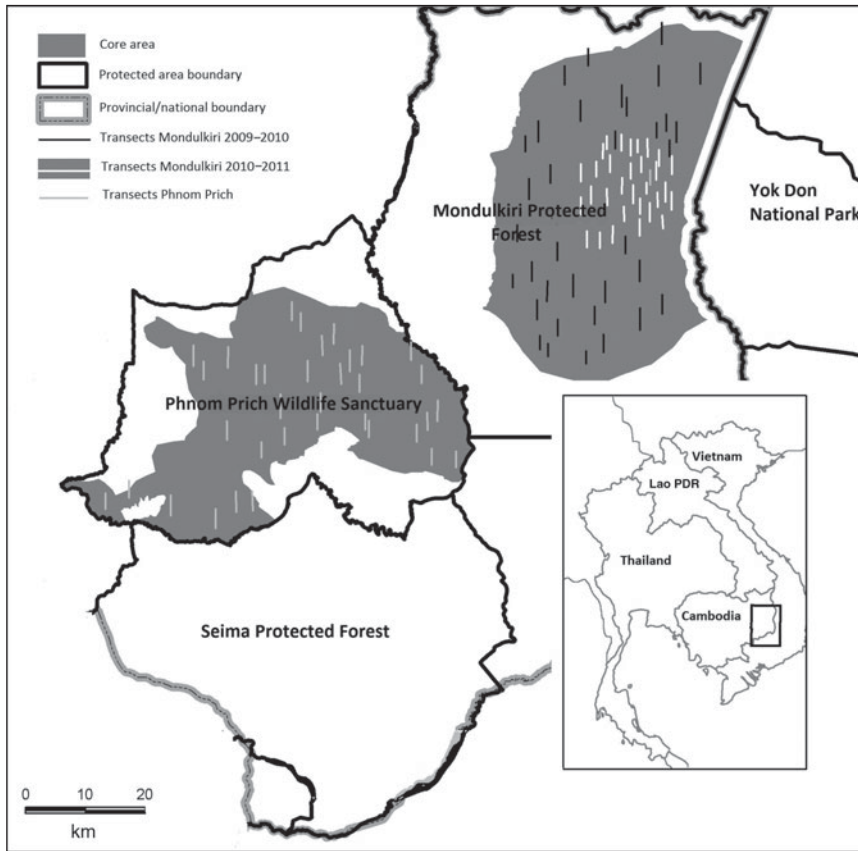 Core area
Protected area boundary
Provincial/national boundary
Transects Mondulkiri 2009–2010
Transects Mondulkiri 2010–2011
Transects Phnom Prich
Mondulkiri Protected
Forest
Yok Don
National Park
Phnom Prich Wildlife Sanctuary
Seima Protected Forest
Vietnam
Lao PDR
Thailand
Cambodia
0 10 20
km